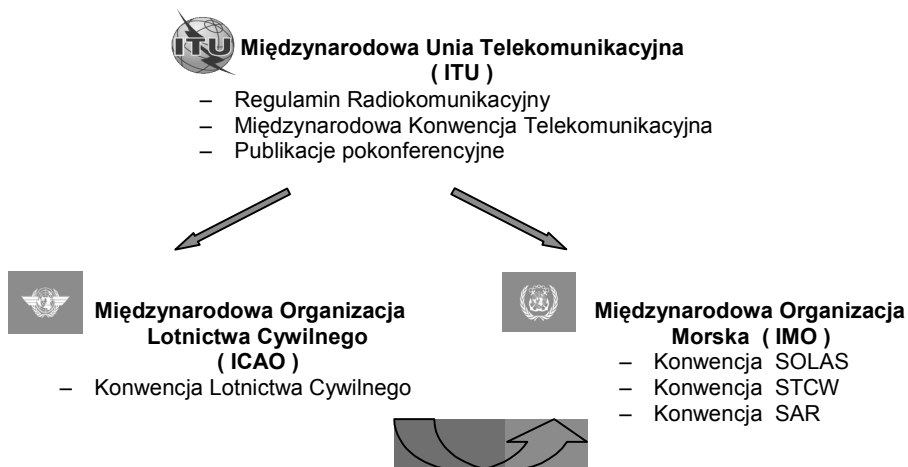 ITU
Międzynarodowa Unia Telekomunikacyjna
( ITU )
– Regulamin Radiokomunikacyjny
– Międzynarodowa Konwencja Telekomunikacyjna
– Publikacje pokonferencyjne
Międzynarodowa Organizacja
Lotnictwa Cywilnego
( ICAO )
– Konwencja Lotnictwa Cywilnego
Międzynarodowa Organizacja
Morska ( IMO )
– Konwencja SOLAS
– Konwencja STCW
– Konwencja SAR